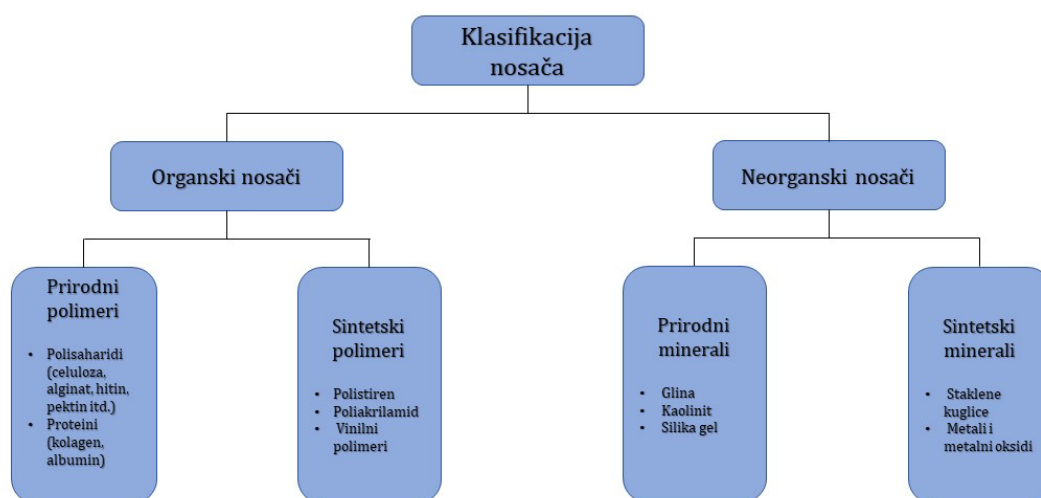 Klasifikacija
nosača
Organski nosači
Neorganski nosači
Prirodni
polimeri
• Polisaharidi
(celuloza,
alginat, hitin,
pektin itd.)
• Proteini
(kolagen,
albumin)
Sintetski
polimeri
• Polistiren
• Poliakrilamid
• Vinilni
polimeri
Prirodni
minerali
• Glina
• Kaolinit
• Silika gel
Sintetski
minerali
• Staklene
kuglice
• Metali i
metalni oksidi